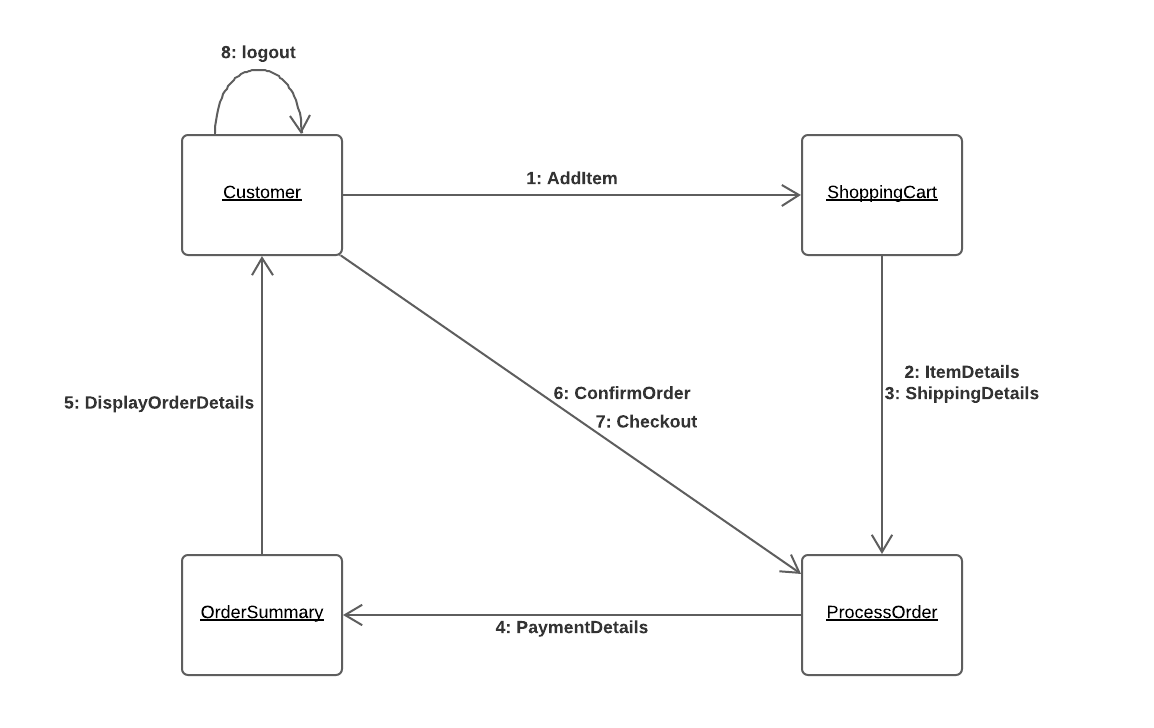 8: logout
Customer
1: AddItem
ShoppingCart
2: ItemDetails
3: ShippingDetails
5: DisplayOrderDetails
6: ConfirmOrder
7: Checkout
OrderSummary
4: PaymentDetails
ProcessOrder